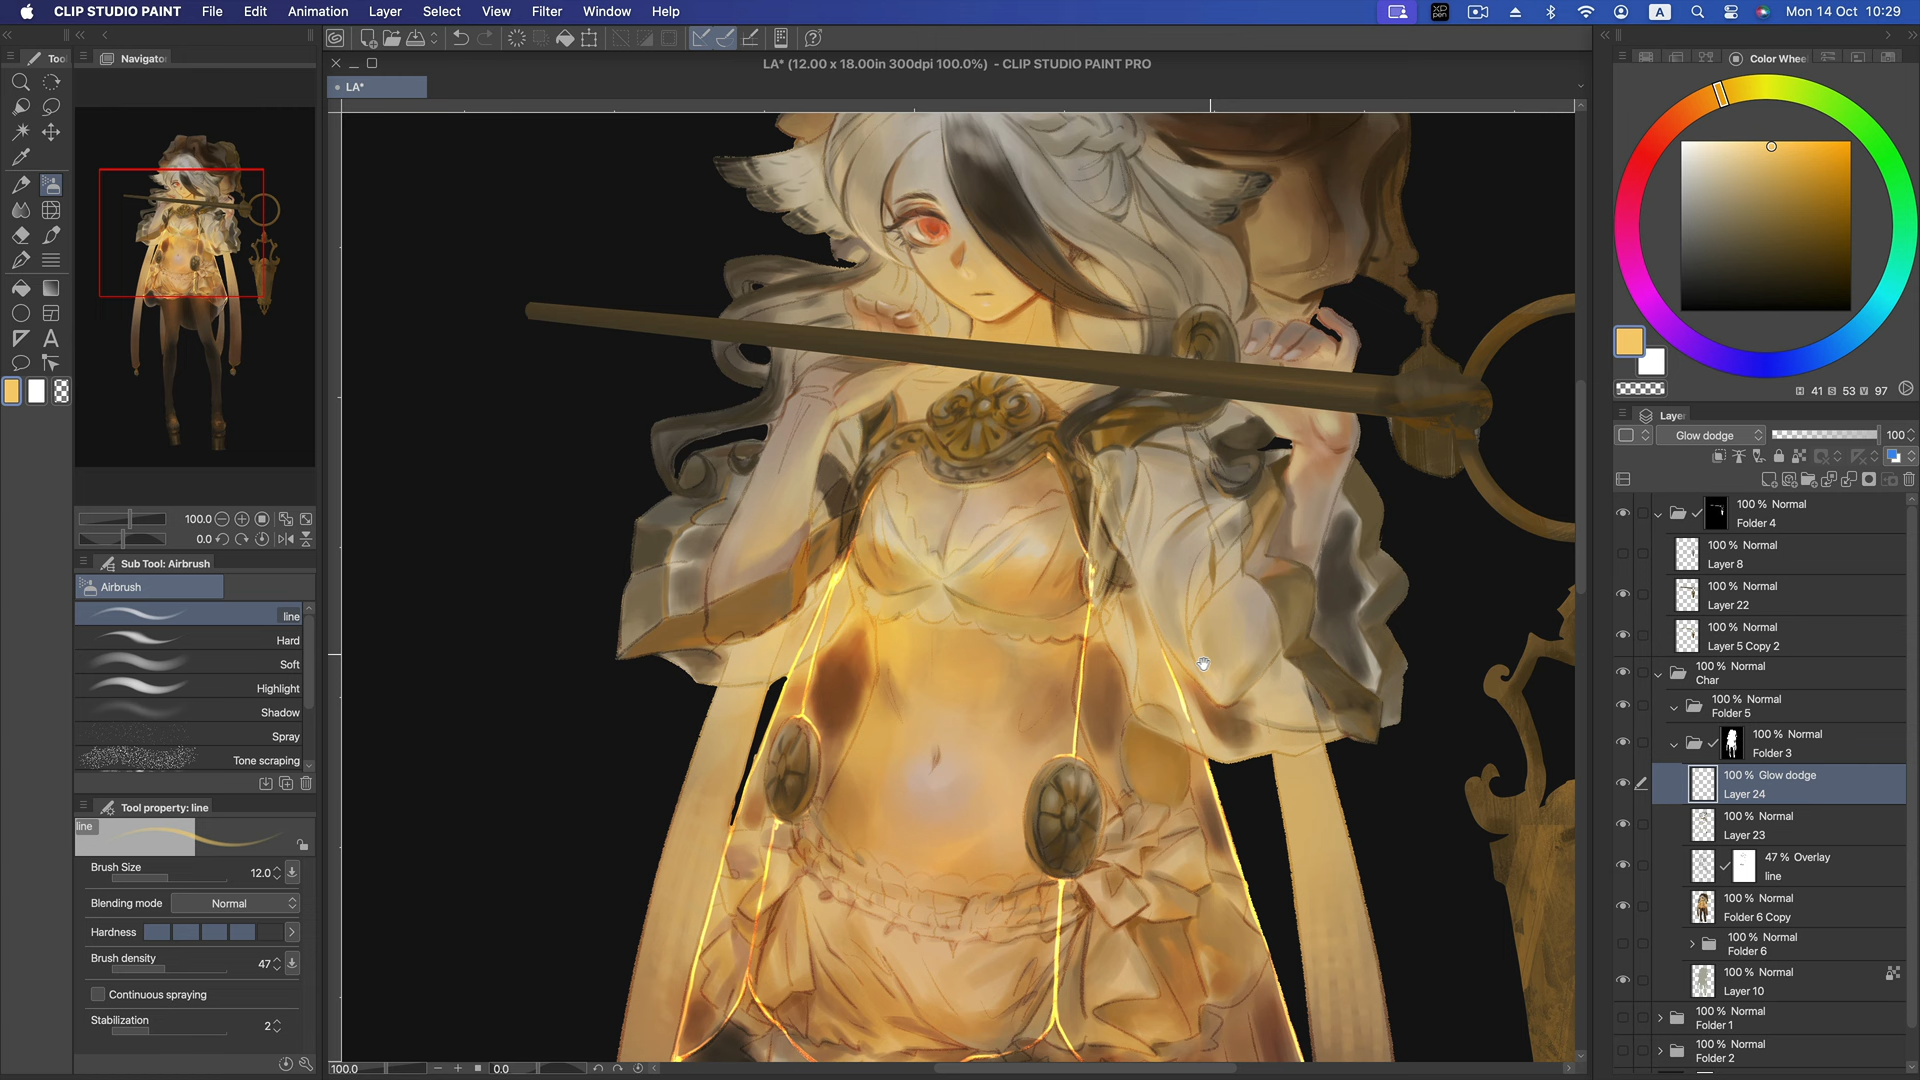 CLIP STUDIO PAINT File Edit Animation Layer Select View Filter Window Help
XD pen A Mon 14 Oct 10:29
LA* (12.00 x 18.00in 300dpi 100.0%) - CLIP STUDIO PAINT PRO
LA*
Navigator
100.0
0.0
Sub Tool: Airbrush
Airbrush
line
Hard
Soft
Highlight
Shadow
Spray
Tone scraping
Tool property: line
line
Brush Size 12.0
Blending mode Normal
Hardness
Brush density 47
Continuous spraying
Stabilization 2
100.0 0.0
Color Whee
41 53 97
Layer
Glow dodge 100
100 % Normal
Folder 4
100 % Normal
Layer 8
100 % Normal
Layer 22
100 % Normal
Layer 5 Copy 2
100 % Normal
Char
100 % Normal
Folder 5
100 % Normal
Folder 3
100 % Glow dodge
Layer 24
100 % Normal
Layer 23
47 % Overlay
line
100 % Normal
Folder 6 Copy
100 % Normal
Folder 6
100 % Normal
Layer 10
100 % Normal
Folder 1
100 % Normal
Folder 2